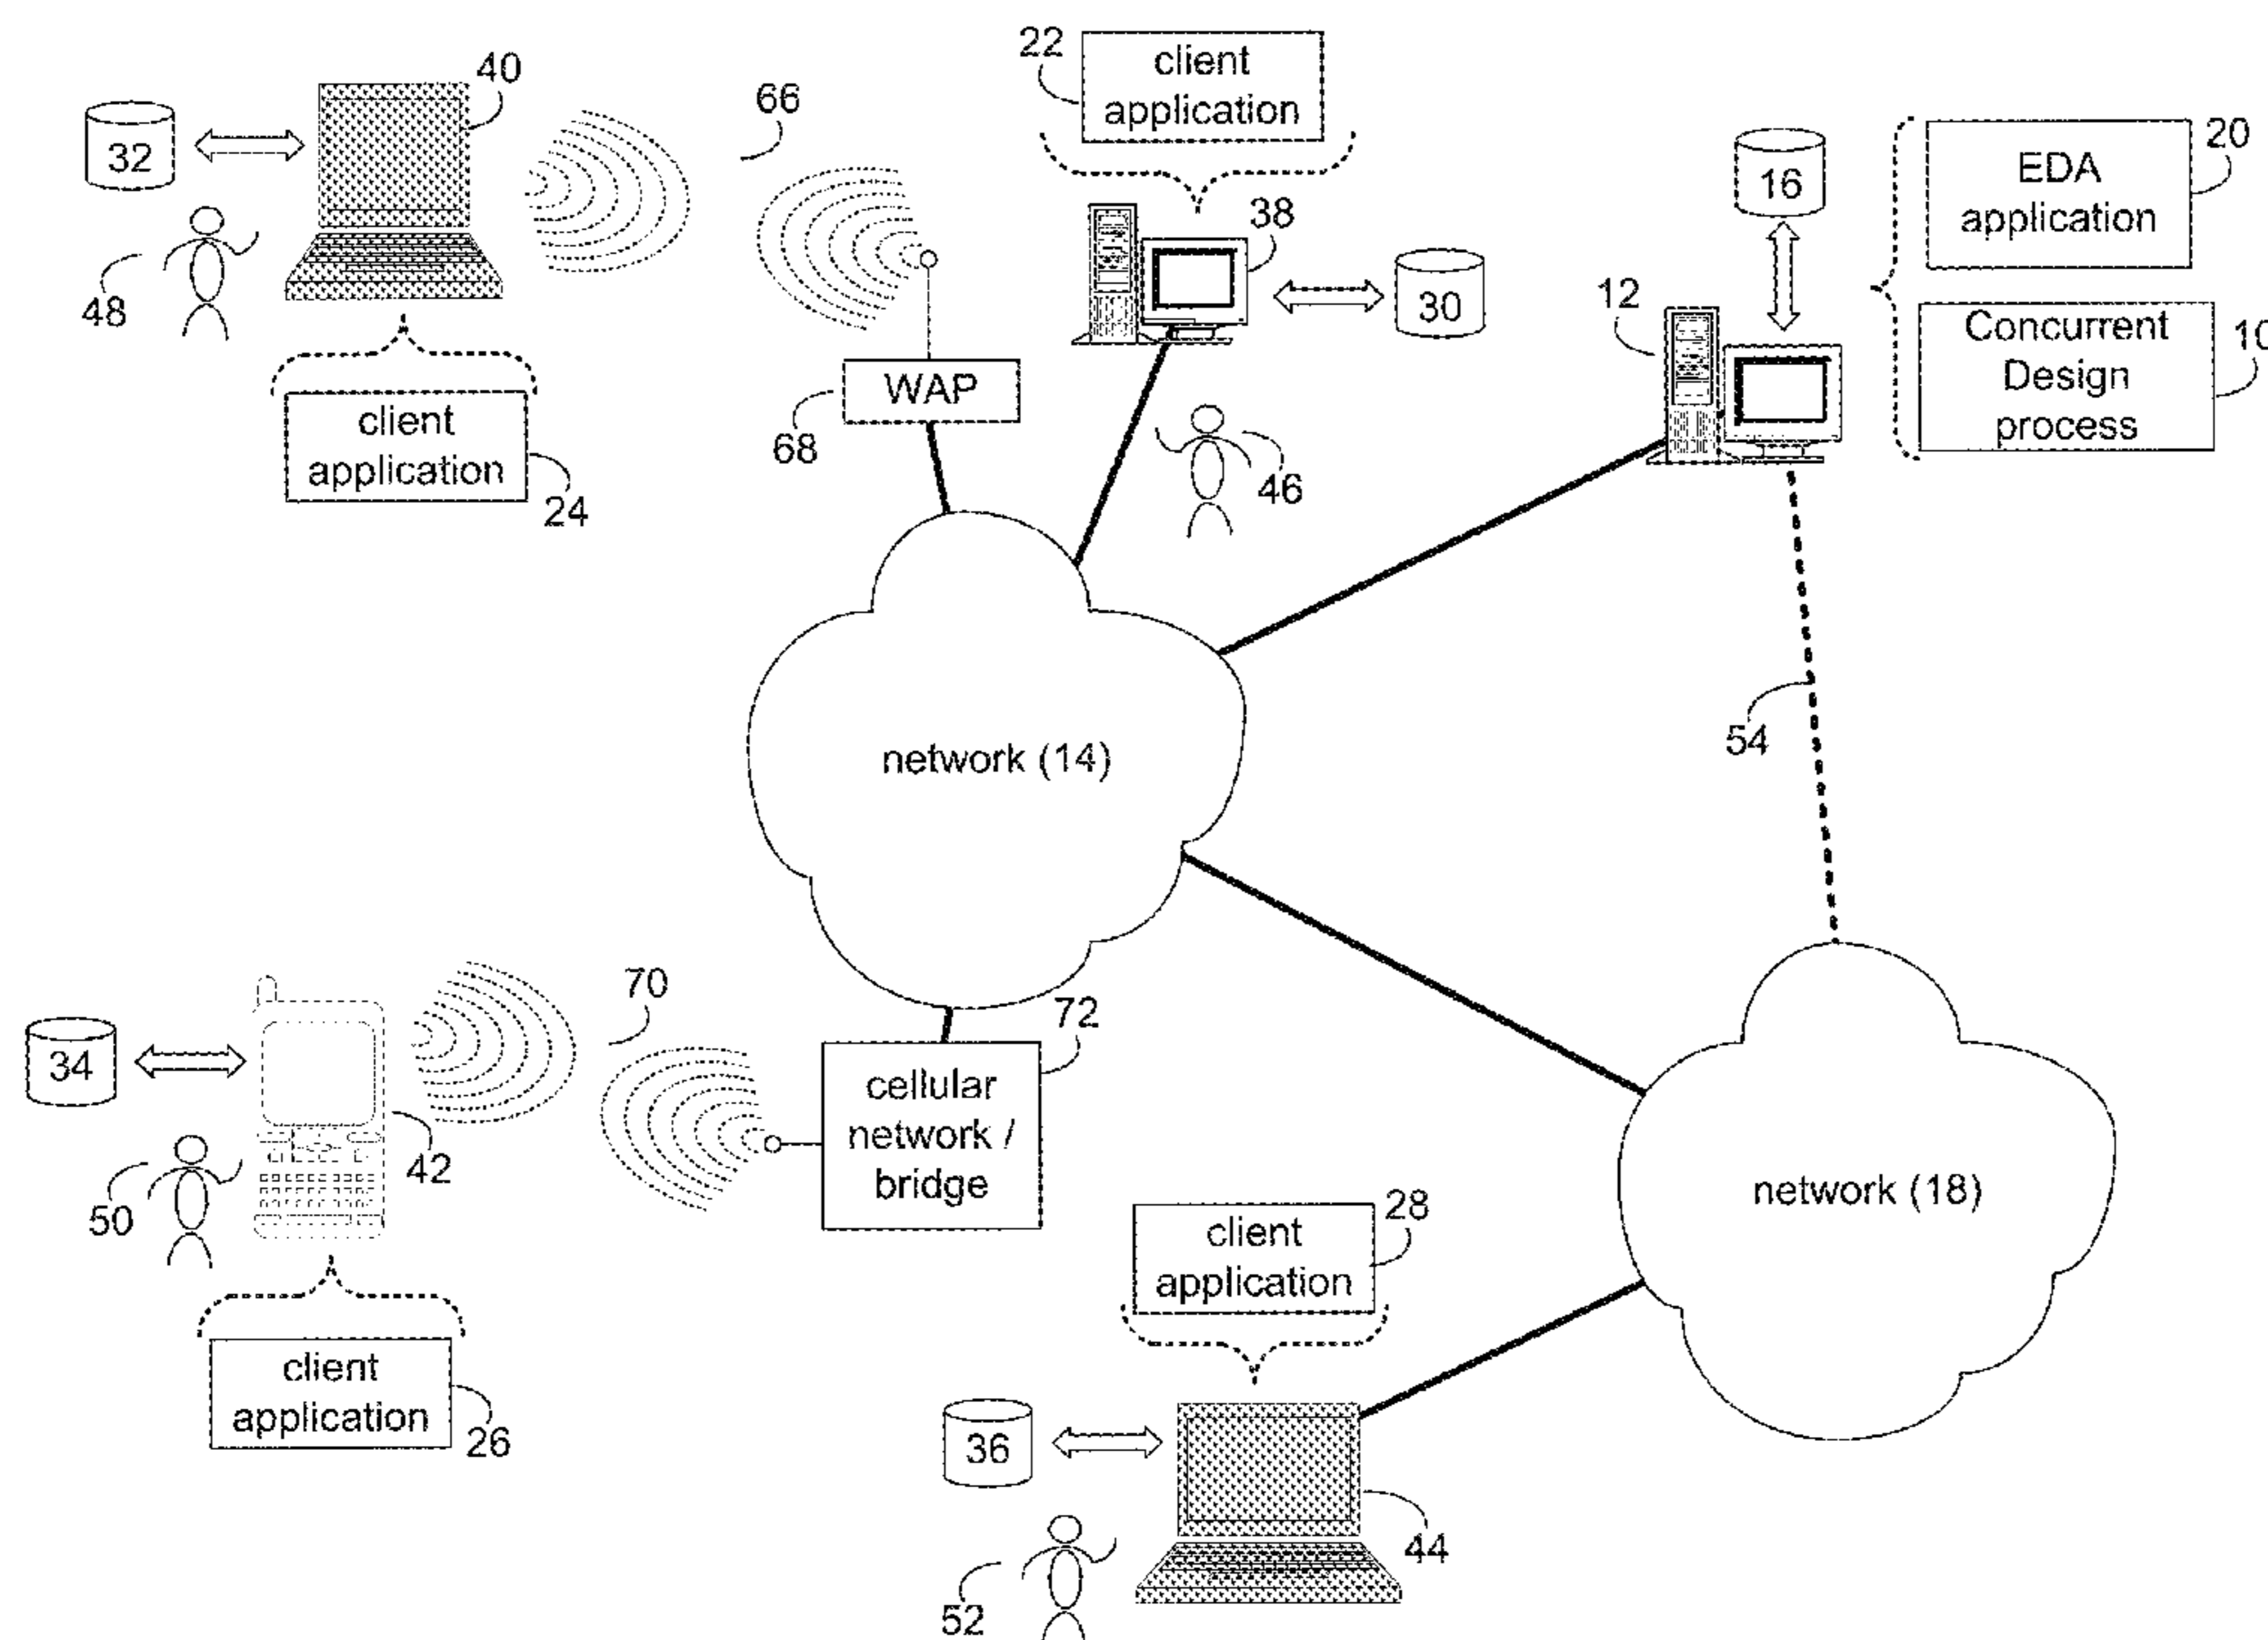 40
32
48
client
application
24
66
WAP
68
22
client
application
38
30
46
16
12
EDA
application
20
Concurrent
Design
process
10
54
network (14)
34
42
50
70
72
cellular
network /
bridge
client
application
26
client
application
28
36
44
52
network (18)